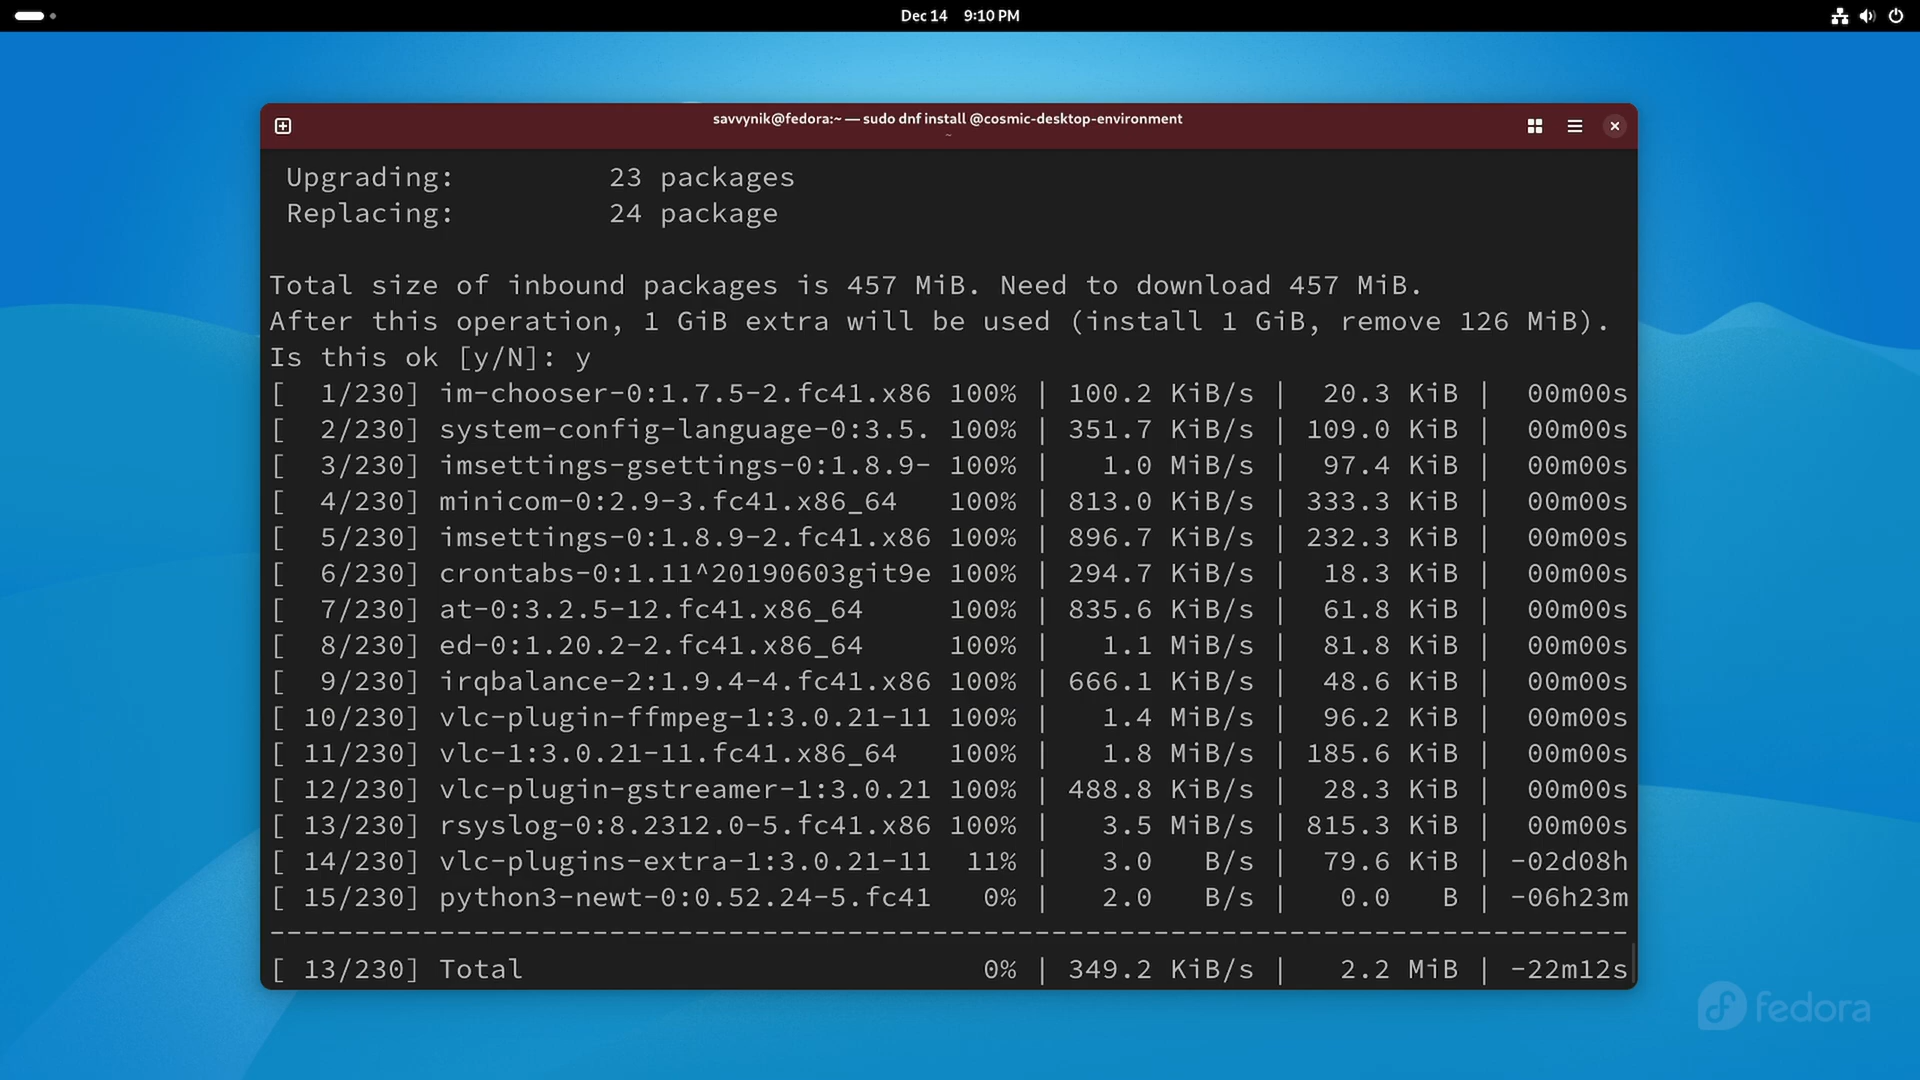 Dec 14 9:10 PM
savvynik@fedora:~ — sudo dnf install @cosmic-desktop-environment
~
Upgrading: 23 packages
Replacing: 24 package
Total size of inbound packages is 457 MiB. Need to download 457 MiB.
After this operation, 1 GiB extra will be used (install 1 GiB, remove 126 MiB).
Is this ok [y/N]: y
[ 1/230] im-chooser-0:1.7.5-2.fc41.x86 100% | 100.2 KiB/s | 20.3 KiB | 00m00s
[ 2/230] system-config-language-0:3.5. 100% | 351.7 KiB/s | 109.0 KiB | 00m00s
[ 3/230] imsettings-gsettings-0:1.8.9- 100% | 1.0 MiB/s | 97.4 KiB | 00m00s
[ 4/230] minicom-0:2.9-3.fc41.x86_64 100% | 813.0 KiB/s | 333.3 KiB | 00m00s
[ 5/230] imsettings-0:1.8.9-2.fc41.x86 100% | 896.7 KiB/s | 232.3 KiB | 00m00s
[ 6/230] crontabs-0:1.11^20190603git9e 100% | 294.7 KiB/s | 18.3 KiB | 00m00s
[ 7/230] at-0:3.2.5-12.fc41.x86_64 100% | 835.6 KiB/s | 61.8 KiB | 00m00s
[ 8/230] ed-0:1.20.2-2.fc41.x86_64 100% | 1.1 MiB/s | 81.8 KiB | 00m00s
[ 9/230] irqbalance-2:1.9.4-4.fc41.x86 100% | 666.1 KiB/s | 48.6 KiB | 00m00s
[ 10/230] vlc-plugin-ffmpeg-1:3.0.21-11 100% | 1.4 MiB/s | 96.2 KiB | 00m00s
[ 11/230] vlc-1:3.0.21-11.fc41.x86_64 100% | 1.8 MiB/s | 185.6 KiB | 00m00s
[ 12/230] vlc-plugin-gstreamer-1:3.0.21 100% | 488.8 KiB/s | 28.3 KiB | 00m00s
[ 13/230] rsyslog-0:8.2312.0-5.fc41.x86 100% | 3.5 MiB/s | 815.3 KiB | 00m00s
[ 14/230] vlc-plugins-extra-1:3.0.21-11 11% | 3.0 B/s | 79.6 KiB | -02d08h
[ 15/230] python3-newt-0:0.52.24-5.fc41 0% | 2.0 B/s | 0.0 B | -06h23m
--------------------------------------------------------------------------------
[ 13/230] Total 0% | 349.2 KiB/s | 2.2 MiB | -22m12s
fedora